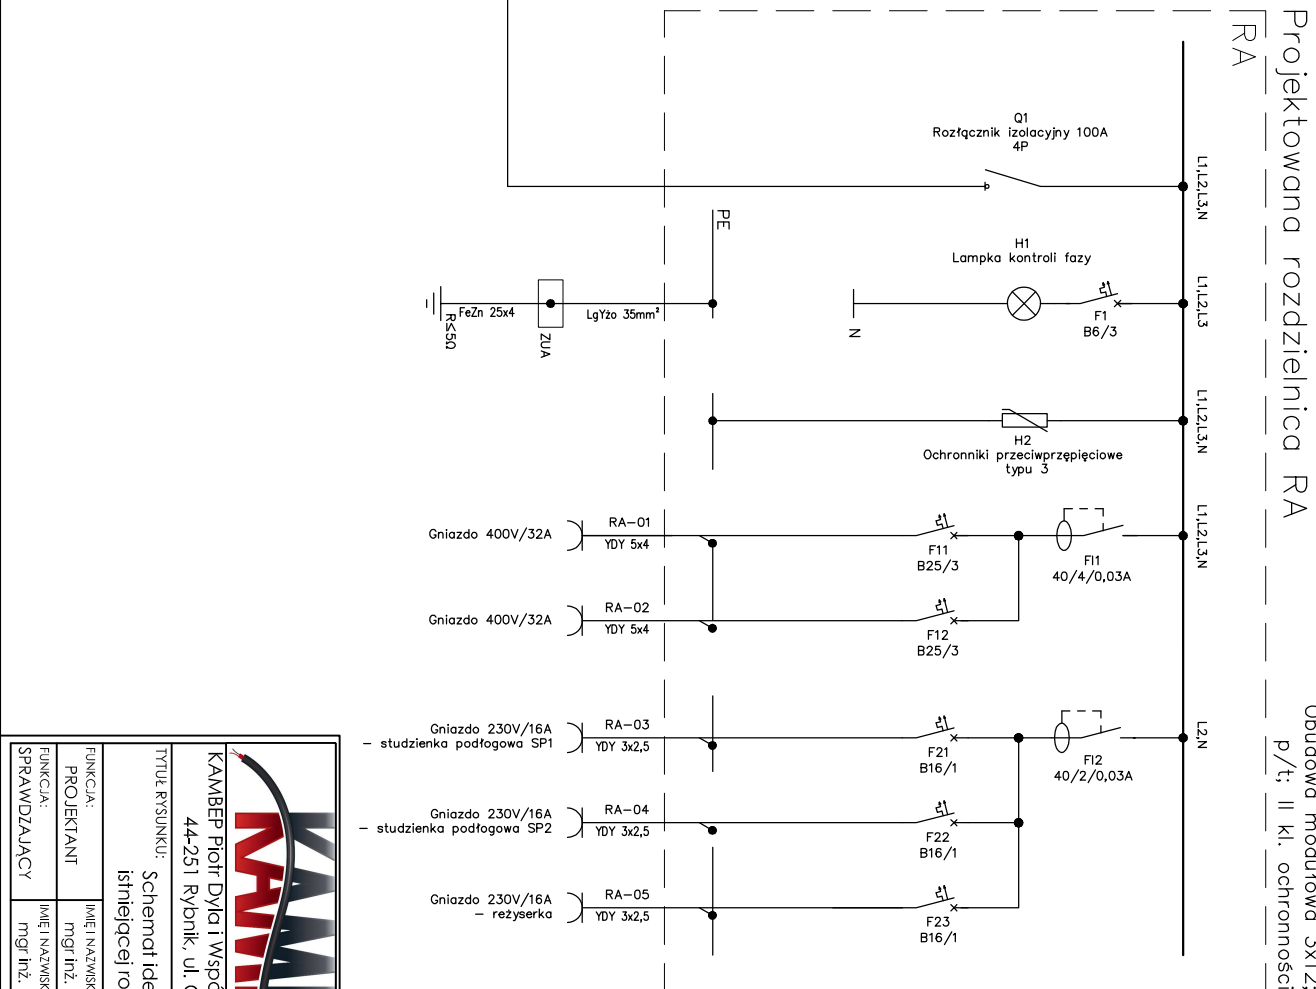 Projektowana rozdzielnica RA
RA
Obudowa modułowa 3x12,
p/t; II kl. ochronności
Q1
Rozłącznik izolacyjny 100A
4P
L1,L2,L3,N
PE
H1
Lampka kontroli fazy
F1
B6/3
N
L1,L2,L3
FeZn 25x4
R≤5Ω
ZUA
LgYżo 35mm²
L1,L2,L3,N
H2
Ochronniki przeciwprzępięciowe
typu 3
L1,L2,L3,N
Gniazdo 400V/32A
RA-01
YDY 5x4
F11
B25/3
FI1
40/4/0,03A
Gniazdo 400V/32A
RA-02
YDY 5x4
F12
B25/3
L2,N
Gniazdo 230V/16A
– studzienka podłogowa SP1
RA-03
YDY 3x2,5
F21
B16/1
FI2
40/2/0,03A
Gniazdo 230V/16A
– studzienka podłogowa SP2
RA-04
YDY 3x2,5
F22
B16/1
Gniazdo 230V/16A
– reżyserka
RA-05
YDY 3x2,5
F23
B16/1
KAMBEP Piotr Dyla i Wspó
44-251 Rybnik, ul.
TYTUŁ RYSUNKU:
Schemat ide
istniejącej ro
FUNKCJA:
PROJEKTANT
IMIĘ I NAZWISK
mgr inż.
FUNKCJA:
SPRAWDZAJĄCY
IMIĘ I NAZWISK
mgr inż.